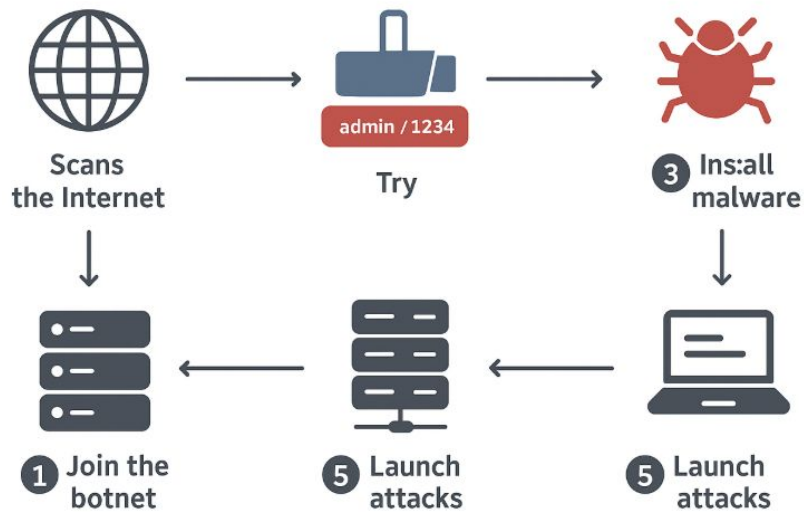 admin / 1234
Scans
the Internet
Try
3 Ins:all
malware
1 Join the
botnet
5 Launch
attacks
5 Launch
attacks